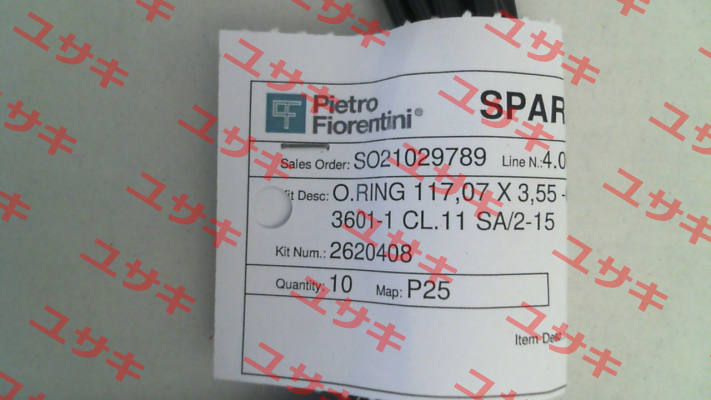 Pietro
Fiorentini®
SPAR
Sales Order: SO21029789 Line N.:4.0
Kit Desc: O.RING 117,07 X 3,55 -
3601-1 CL.11 SA/2-15
Kit Num.: 2620408
Quantity: 10 Map: P25
Item Des
ユサキ